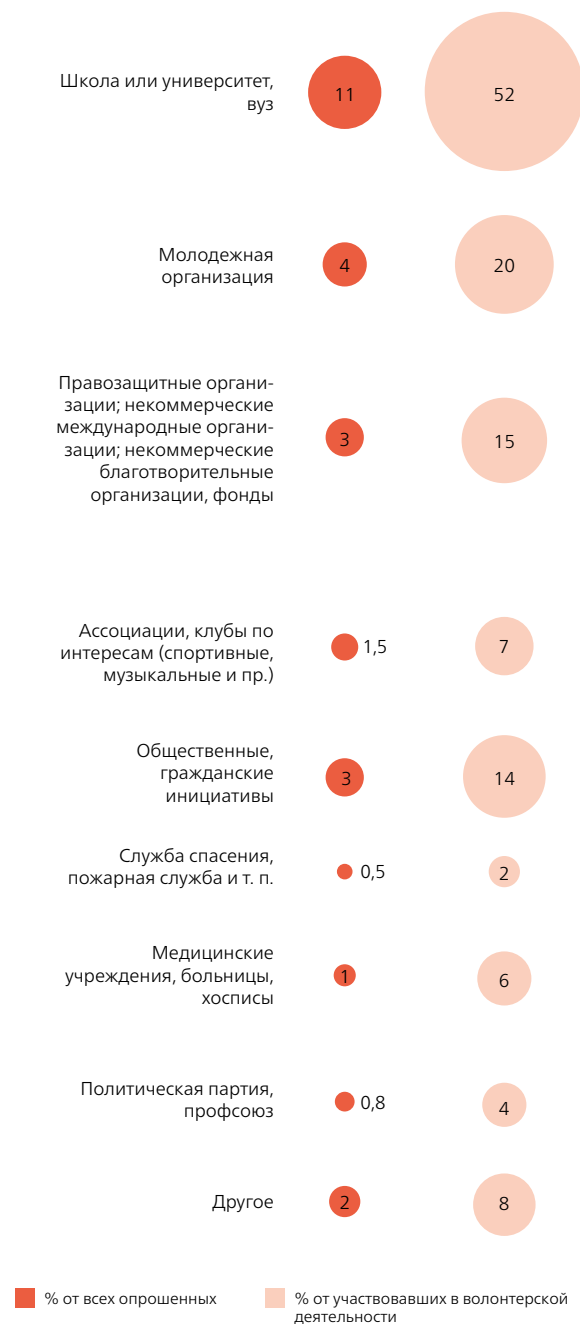 Школа или университет,
вуз
11
52
Молодежная
организация
4
20
Правозащитные органи-
зации; некоммерческие
международные органи-
зации; некоммерческие
благотворительные
организации, фонды
3
15
Ассоциации, клубы по
интересам (спортивные,
музыкальные и пр.)
1,5
7
Общественные,
гражданские
инициативы
3
14
Служба спасения,
пожарная служба и т. п.
0,5
2
Медицинские
учреждения, больницы,
хосписы
1
6
Политическая партия,
профсоюз
0,8
4
Другое
2
8
% от всех опрошенных
% от участвовавших в волонтерской
деятельности